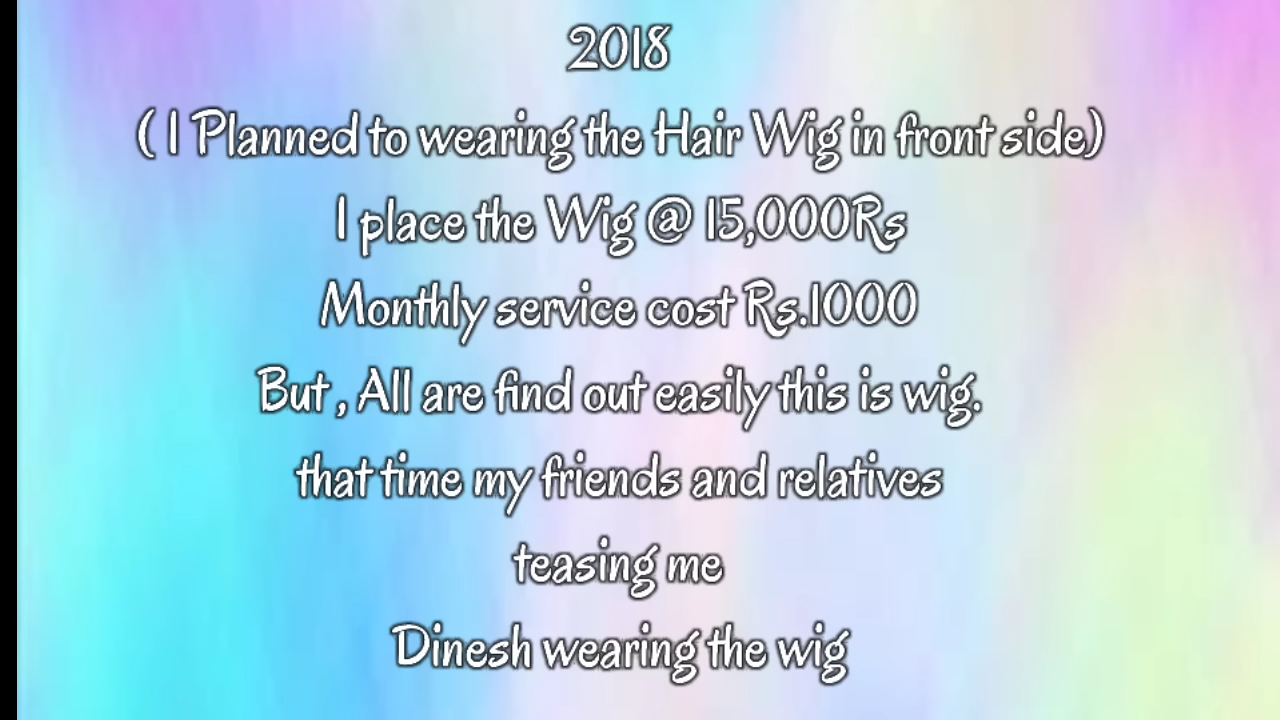 2018
( I Planned to wearing the Hair Wig in front side)
I place the Wig @ 15,000Rs
Monthly service cost Rs.1000
But , All are find out easily this is wig.
that time my friends and relatives
teasing me
Dinesh wearing the wig